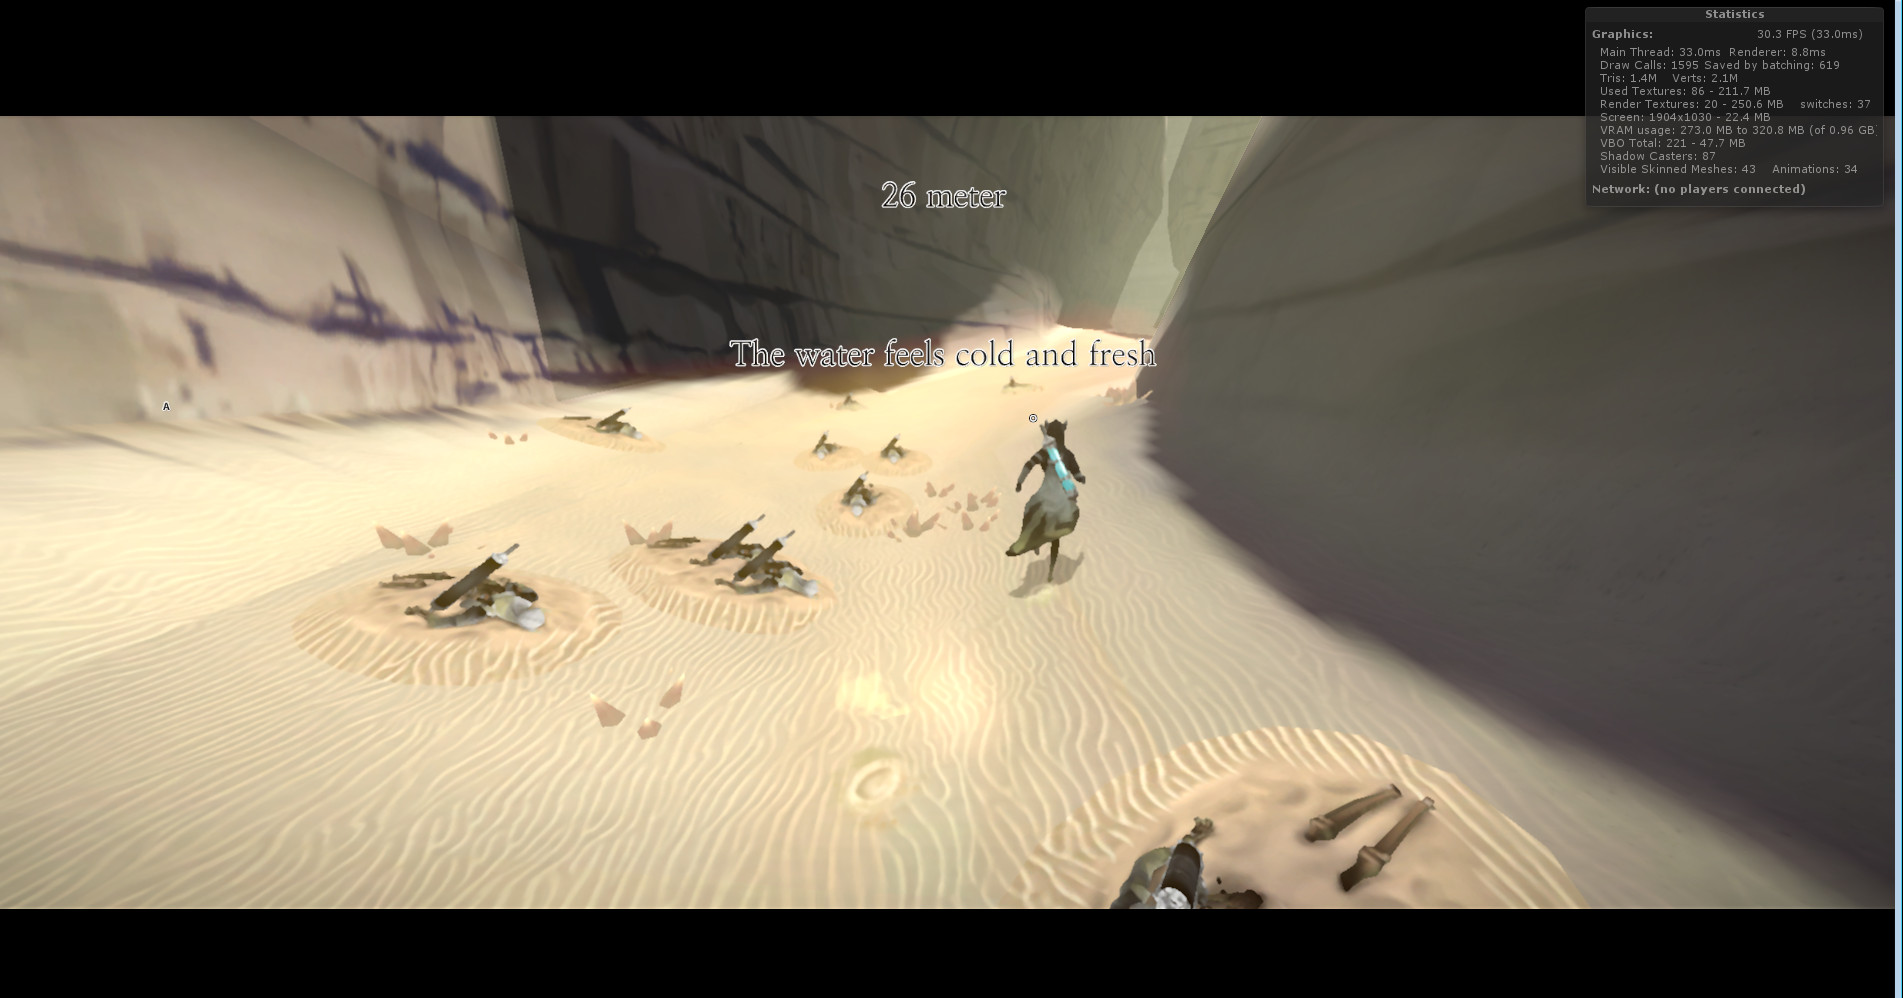 Statistics
Graphics: 30.3 FPS (33.0ms)
Main Thread: 33.0ms Renderer: 8.8ms
Draw Calls: 1595 Saved by batching: 619
Tris: 1.4M Verts: 2.1M
Used Textures: 86 - 211.7 MB
Render Textures: 20 - 250.6 MB switches: 37
Screen: 1904x1030 - 22.4 MB
VRAM usage: 273.0 MB to 320.8 MB (of 0.96 GB)
VBO Total: 221 - 47.7 MB
Shadow Casters: 87
Visible Skinned Meshes: 43 Animations: 34
Network: (no players connected)
26 meter
The water feels cold and fresh
A